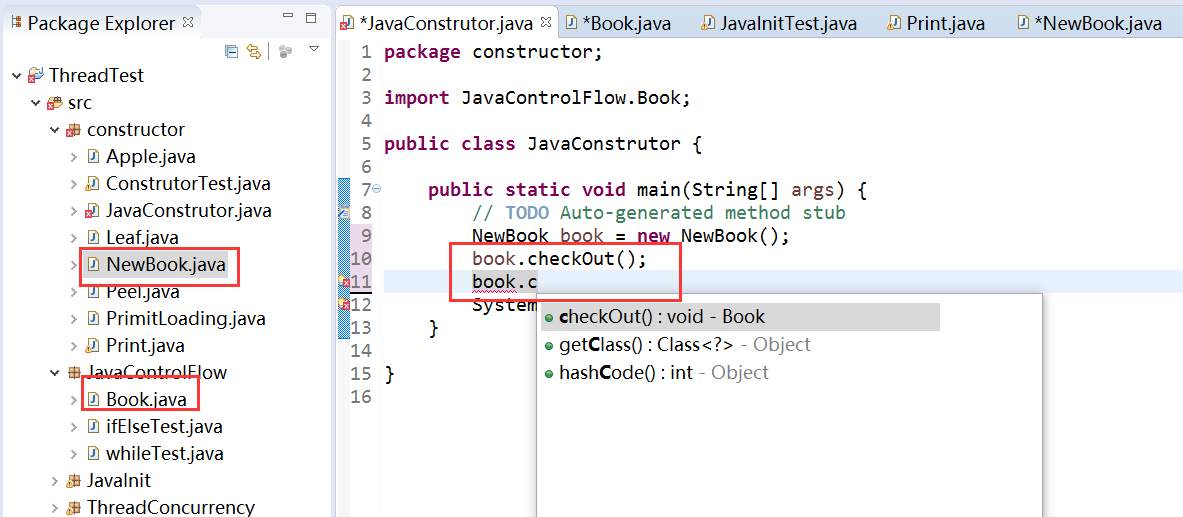 Package Explorer
ThreadTest
src
constructor
Apple.java
ConstrutorTest.java
JavaConstrutor.java
Leaf.java
NewBook.java
Peel.java
PrimitLoading.java
Print.java
JavaControlFlow
Book.java
ifElseTest.java
whileTest.java
JavaInit
ThreadConcurrency
*JavaConstrutor.java
*Book.java
JavaInitTest.java
Print.java
*NewBook.java
1 package constructor;
2
3 import JavaControlFlow.Book;
4
5 public class JavaConstrutor {
6
7 public static void main(String[] args) {
8 // TODO Auto-generated method stub
9 NewBook book = new NewBook();
10 book.checkOut();
11 book.c
12 System
13 }
14
15 }
16
checkOut() : void - Book
getClass() : Class<?> - Object
hashCode() : int - Object